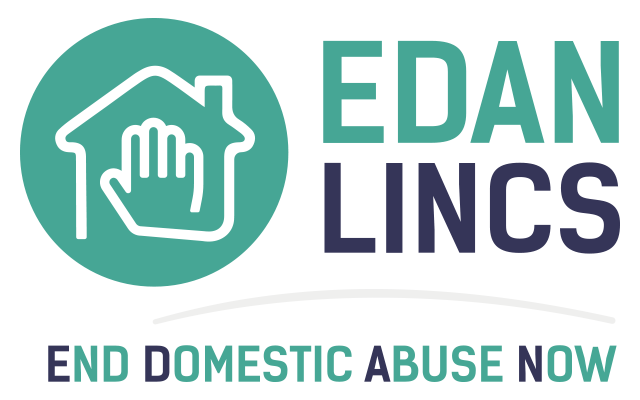 EDAN
LINCS
END DOMESTIC ABUSE NOW